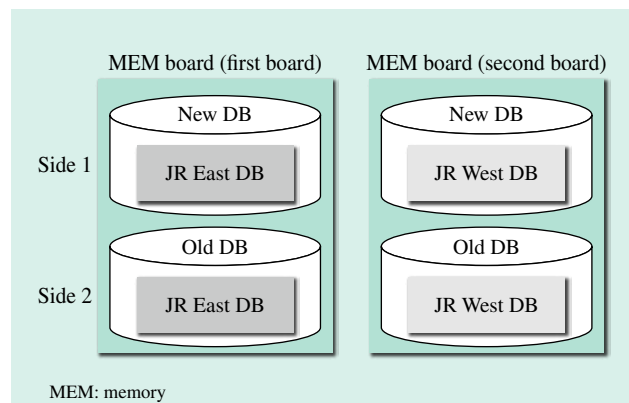 MEM board (first board)
MEM board (second board)
New DB
New DB
Side 1
JR East DB
JR West DB
Old DB
Old DB
Side 2
JR East DB
JR West DB
MEM: memory